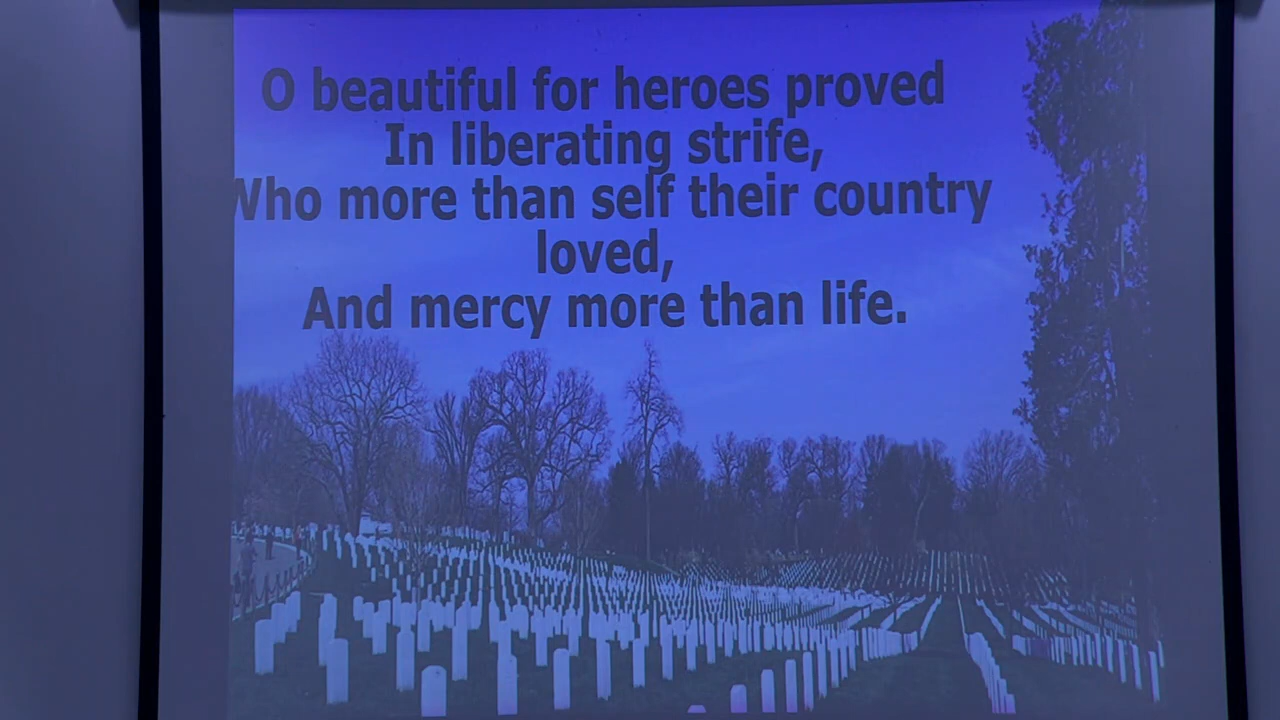 O beautiful for heroes proved
In liberating strife,
Who more than self their country
loved,
And mercy more than life.